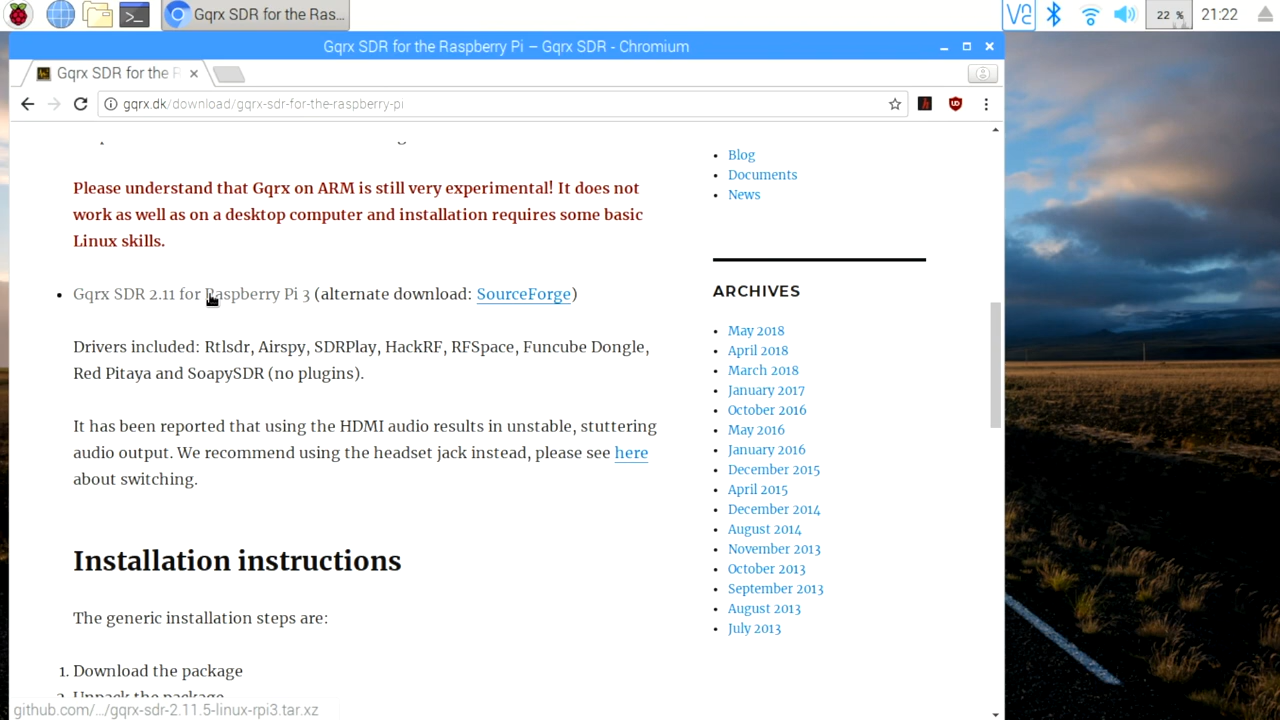 Gqrx SDR for the Ras...
22 %
21:22
Gqrx SDR for the Raspberry Pi – Gqrx SDR - Chromium
Gqrx SDR for the R
gqrx.dk/download/gqrx-sdr-for-the-raspberry-pi
Please understand that Gqrx on ARM is still very experimental! It does not
work as well as on a desktop computer and installation requires some basic
Linux skills.
Gqrx SDR 2.11 for Raspberry Pi 3 (alternate download: SourceForge)
Drivers included: Rtlsdr, Airspy, SDRPlay, HackRF, RFSpace, Funcube Dongle,
Red Pitaya and SoapySDR (no plugins).
It has been reported that using the HDMI audio results in unstable, stuttering
audio output. We recommend using the headset jack instead, please see here
about switching.
Installation instructions
The generic installation steps are:
1. Download the package
2. Unpack the package
github.com/.../gqrx-sdr-2.11.5-linux-rpi3.tar.xz
Blog
Documents
News
ARCHIVES
May 2018
April 2018
March 2018
January 2017
October 2016
May 2016
January 2016
December 2015
April 2015
December 2014
August 2014
November 2013
October 2013
September 2013
August 2013
July 2013